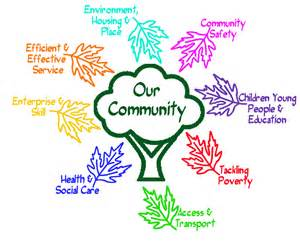 Environment,
Housing &
Place
Community
Safety
Efficient &
Effective
Service
Our
Community
Children Young
People &
Education
Enterprise &
Skill
Tackling
Poverty
Health &
Social Care
Access &
Transport